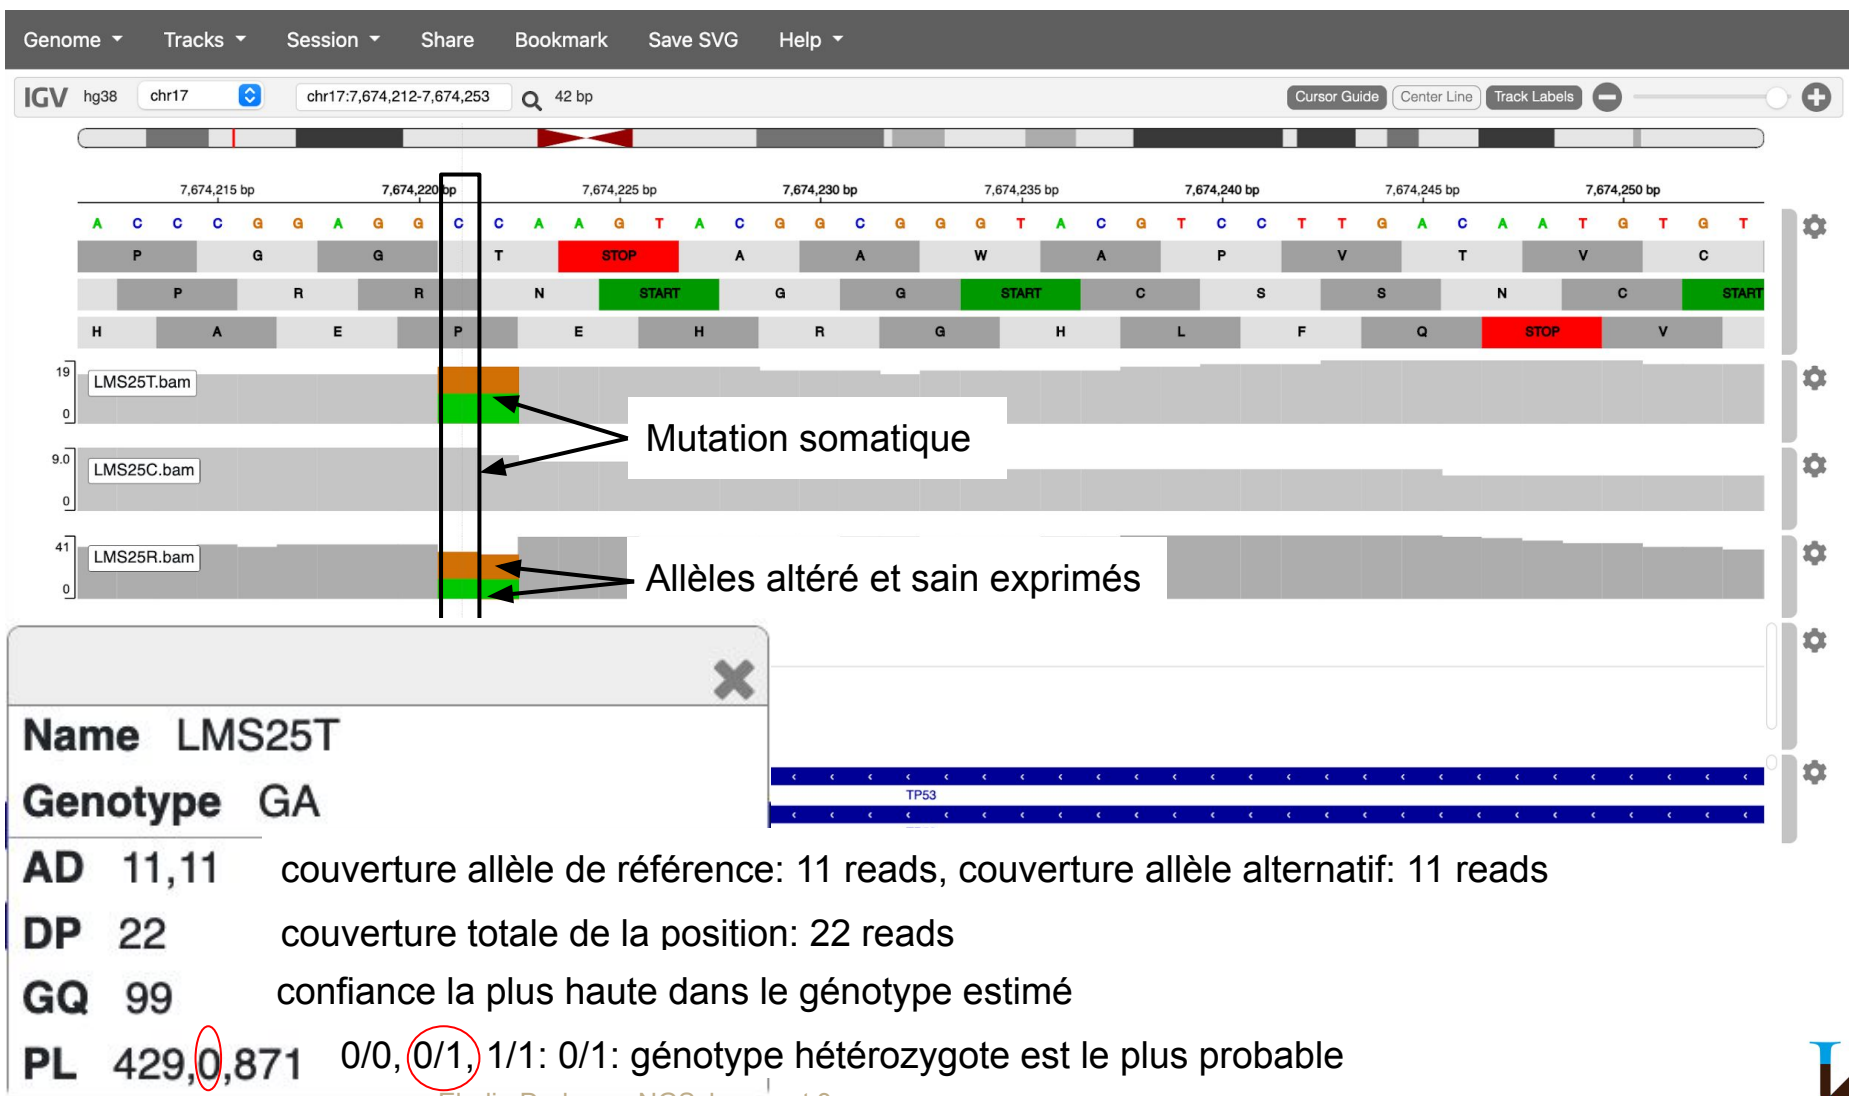 Genome Tracks Session Share Bookmark Save SVG Help
IGV hg38 chr17 chr17:7,674,212-7,674,253 42 bp Cursor Guide Center Line Track Labels
7,674,215 bp 7,674,220 bp 7,674,225 bp 7,674,230 bp 7,674,235 bp 7,674,240 bp 7,674,245 bp 7,674,250 bp
A C C C G G A G G C C A A G T A C G G C G G G T A C G T C C T T G A C A A T G T G T
P G G T STOP A A W A P V T V C
P R R N START G G START C S S N C START
H A E P E H R G H L F Q STOP V
19
LMS25T.bam
0
Mutation somatique
9.0
LMS25C.bam
0
41
LMS25R.bam
0
Allèles altéré et sain exprimés
Name LMS25T
Genotype GA
TP53
AD 11,11 couverture allèle de référence: 11 reads, couverture allèle alternatif: 11 reads
DP 22 couverture totale de la position: 22 reads
GQ 99 confiance la plus haute dans le génotype estimé
PL 429,0,871 0/0, 0/1, 1/1: 0/1: génotype hétérozygote est le plus probable